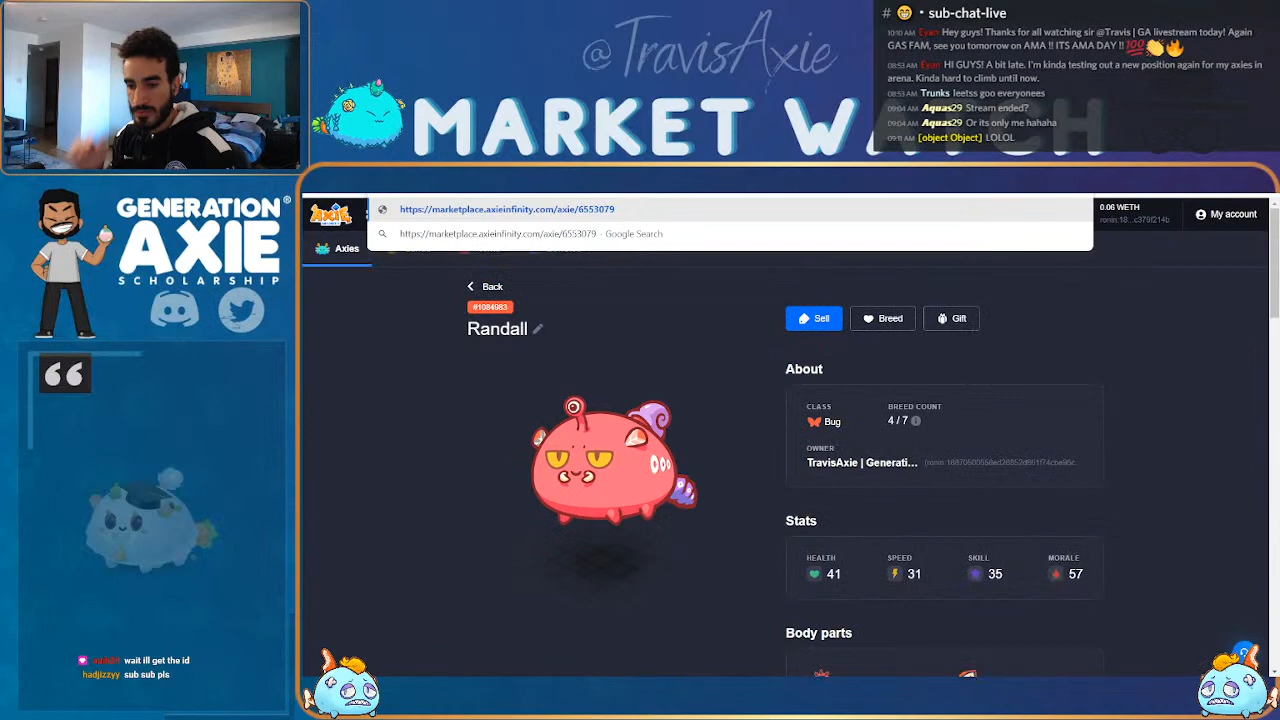 @TravisAxie
MARKET W
# 😁 • sub-chat-live
10:10 AM Eyan: Hey guys! Thanks for all watching sir @Travis | GA livestream today! Again
GAS FAM, see you tomorrow on AMA !! ITS AMA DAY !! 💯👏🔥
08:53 AM Eyan: HI GUYS! A bit late. I'm kinda testing out a new position again for my axies in
arena. Kinda hard to climb until now.
08:53 AM Trunks leetss goo everyonees
09:04 AM Aquas29 Stream ended?
09:04 AM Aquas29 Or its only me hahaha
09:11 AM [object Object] LOLOL
GENERATION®
AXIE
SCHOLARSHIP
https://marketplace.axieinfinity.com/axie/6553079
https://marketplace.axieinfinity.com/axie/6553079 - Google Search
AXIE
0.06 WETH
ronin:18...c379f214b
My account
Axies
Back
#1084983
Randall
Sell
Breed
Gift
About
CLASS
BREED COUNT
Bug
4 / 7
OWNER
TravisAxie | Generati...
Stats
HEALTH
SPEED
SKILL
MORALE
41
31
35
57
Body parts
wait ill get the id
hadjizzyy sub sub pls